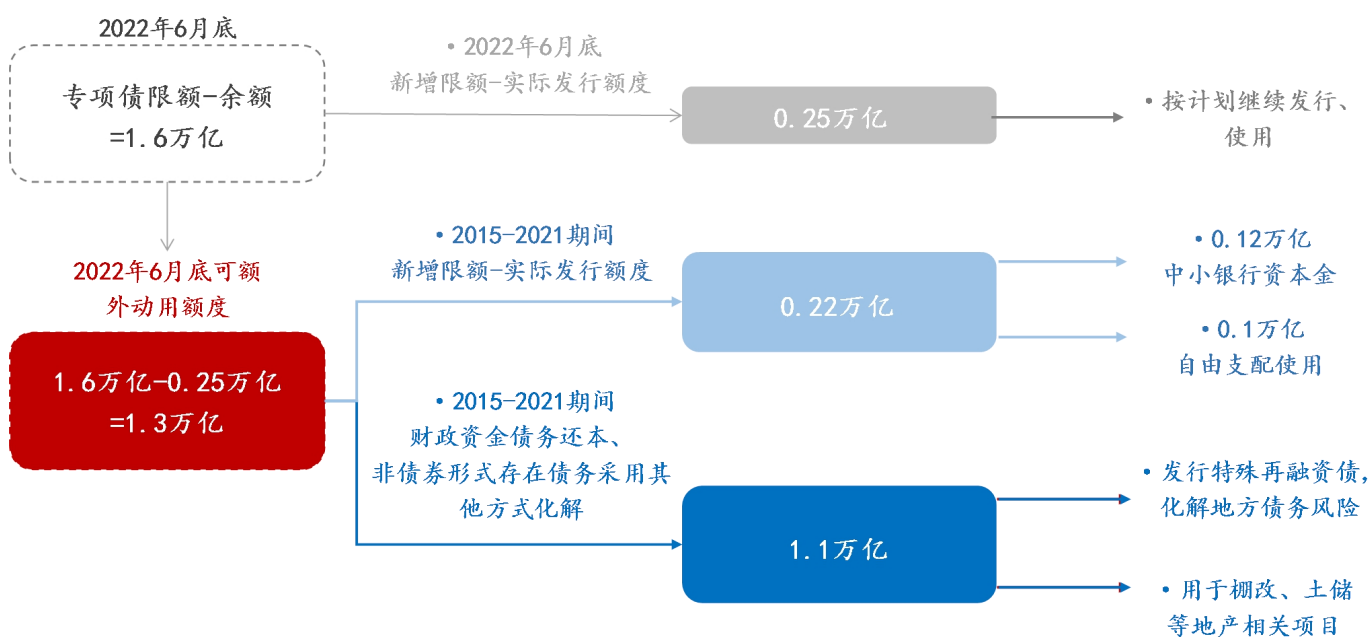 2022年6月底
专项债限额-余额
=1.6万亿
• 2022年6月底
新增限额-实际发行额度
0.25万亿
• 按计划继续发行、
使用
2022年6月底可额
外动用额度
1.6万亿-0.25万亿
=1.3万亿
• 2015-2021期间
新增限额-实际发行额度
0.22万亿
• 0.12万亿
中小银行资本金
• 0.1万亿
自由支配使用
• 2015-2021期间
财政资金债务还本、
非债券形式存在债务采用其
他方式化解
1.1万亿
• 发行特殊再融资债，
化解地方债务风险
• 用于棚改、土储
等地产相关项目